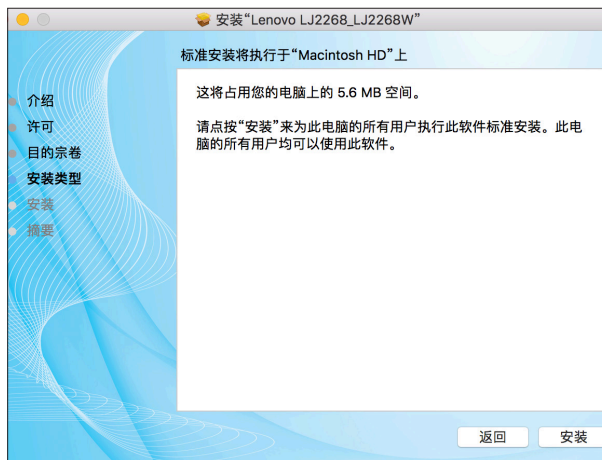 安装“Lenovo LJ2268_LJ2268W”
标准安装将执行于“Macintosh HD”上
介绍
许可
目的宗卷
安装类型
安装
摘要
这将占用您的电脑上的 5.6 MB 空间。
请点按“安装”来为此电脑的所有用户执行此软件标准安装。此电
脑的所有用户均可以使用此软件。
返回
安装